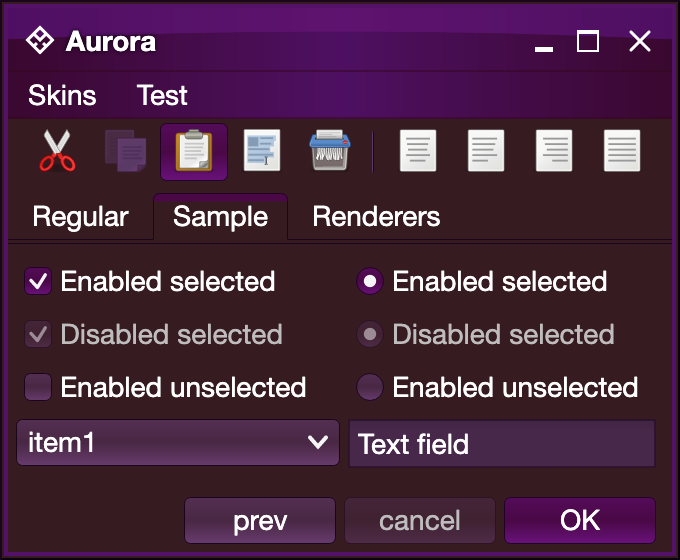 Aurora
Skins Test
Regular Sample Renderers
Enabled selected Enabled selected
Disabled selected Disabled selected
Enabled unselected Enabled unselected
item1 Text field
prev cancel OK